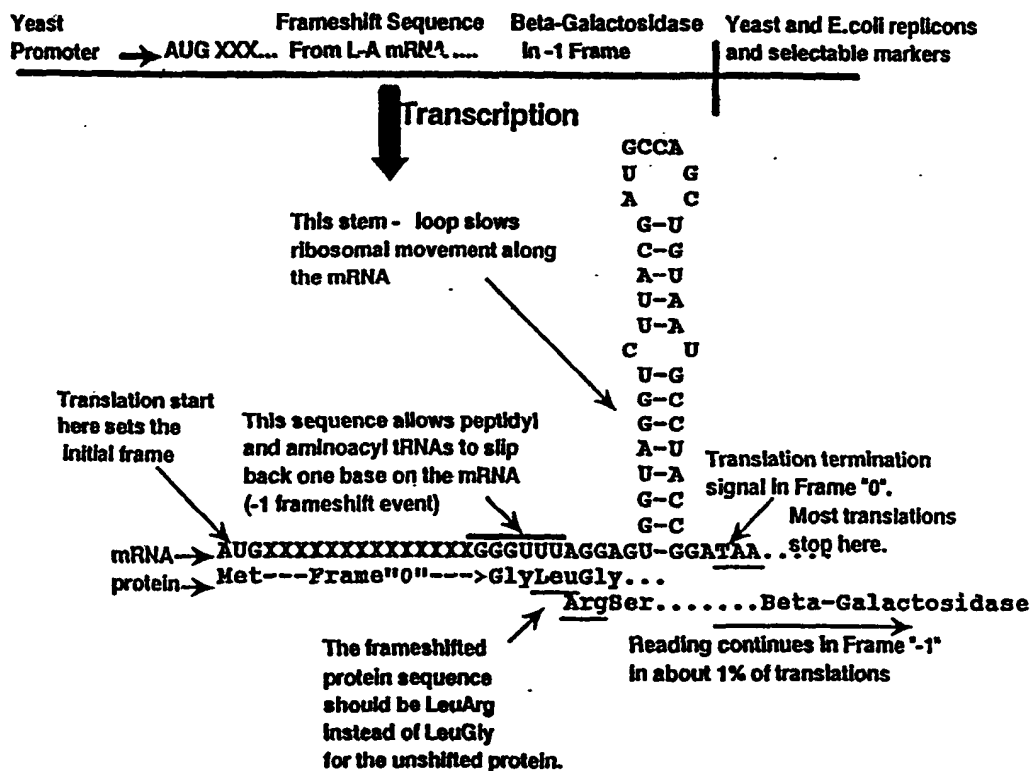 Yeast
Promoter
AUG XXX...
Frameshift Sequence
From L-A mRNA .....
Beta-Galactosidase
in -1 Frame
Yeast and E.coli replicons
and selectable markers
Transcription
This stem - loop slows
ribosomal movement along
the mRNA
GCCA
U G
A C
G-U
C-G
A-U
U-A
U-A
C U
U-G
G-C
G-C
A-U
U-A
G-C
G-C
Translation start
here sets the
initial frame
This sequence allows peptidyl
and aminoacyl tRNAs to slip
back one base on the mRNA
(-1 frameshift event)
Translation termination
signal in Frame "0".
Most translations
stop here.
mRNA AUGXXXXXXXXXXXXXXGGGUUUAGGAGU-GGATAA.....
protein Met---Frame"0"--->GlyLeuGly...
ArgSer.......Beta-Galactosidase
The frameshifted
protein sequence
should be LeuArg
instead of LeuGly
for the unshifted protein.
Reading continues in Frame "-1"
in about 1% of translations